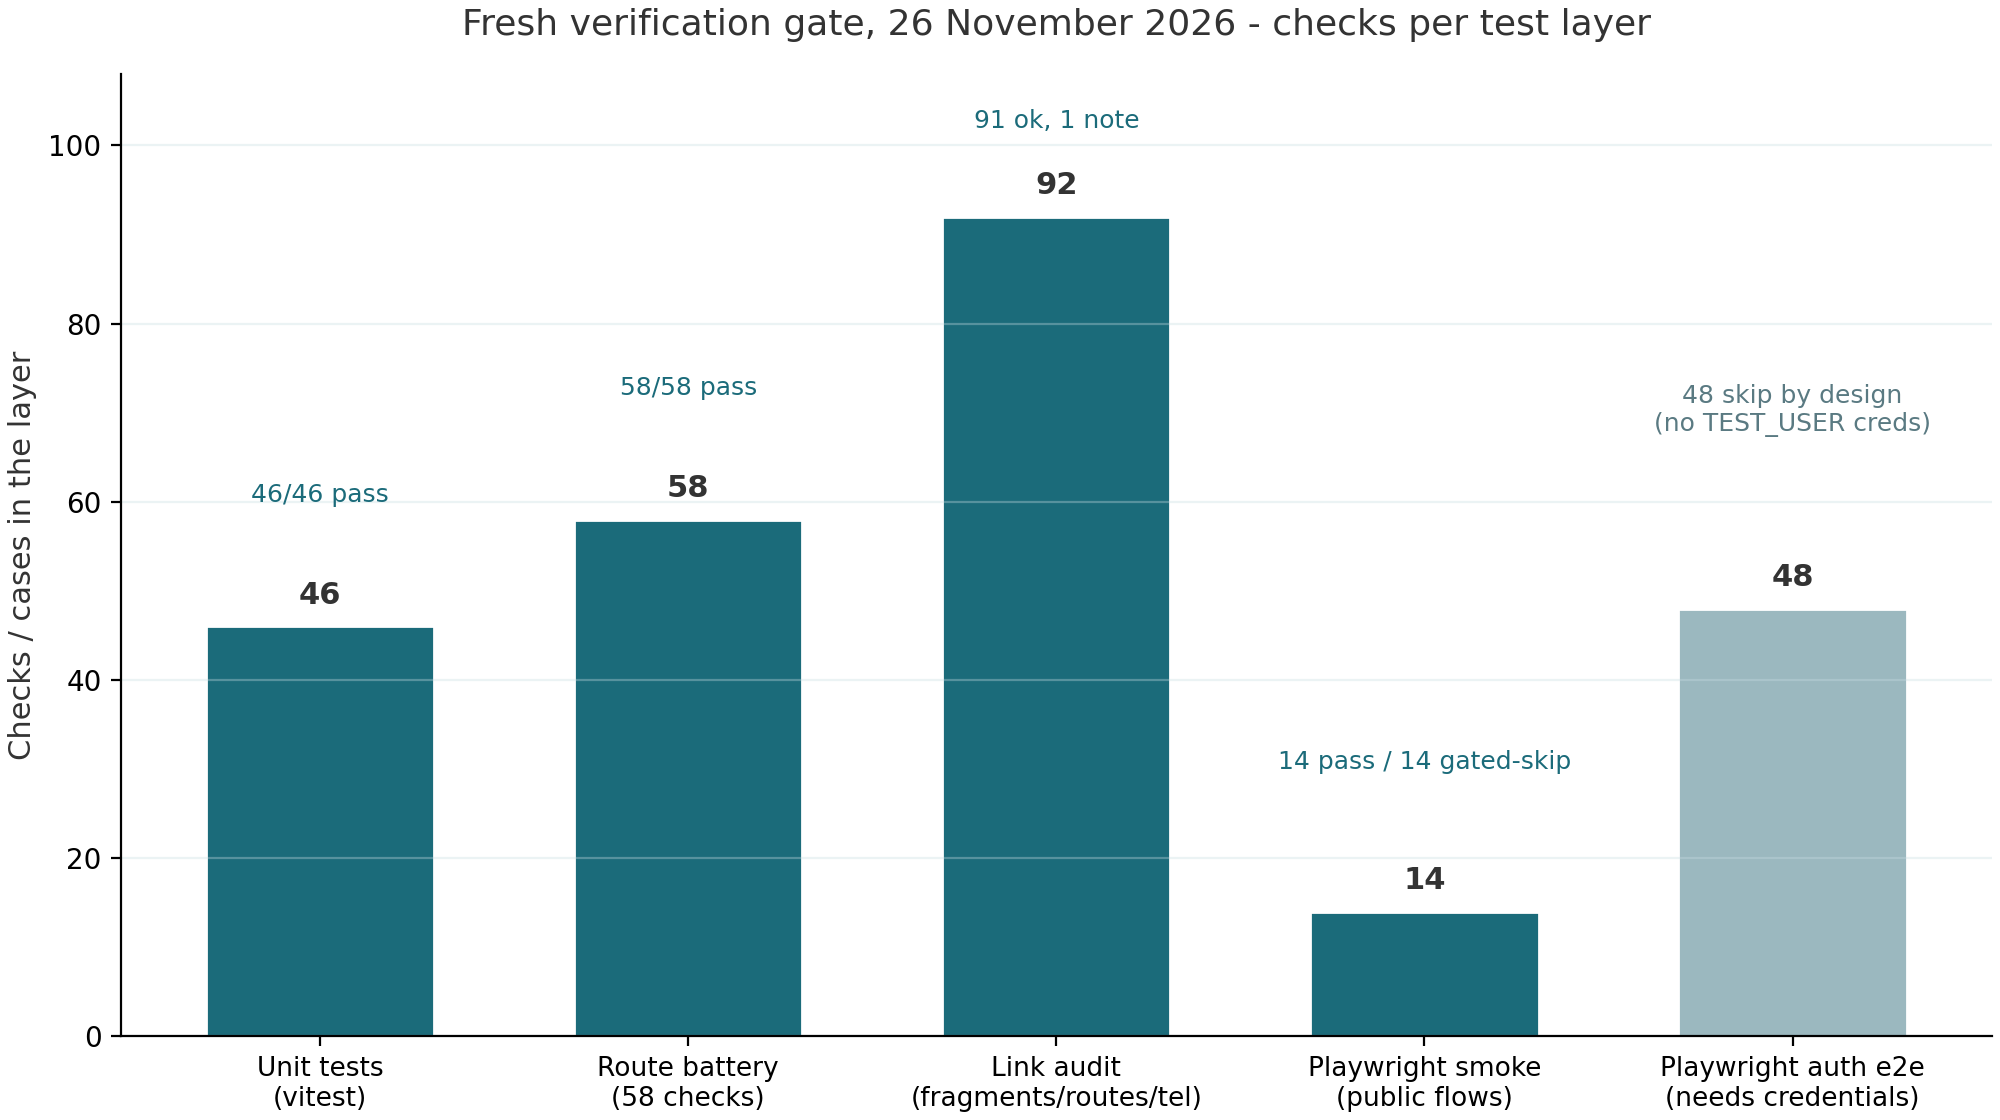 Fresh verification gate, 26 November 2026 - checks per test layer
Checks / cases in the layer
100
80
60
40
20
0
46/46 pass
46
58/58 pass
58
91 ok, 1 note
92
14 pass / 14 gated-skip
14
48 skip by design
(no TEST_USER creds)
48
Unit tests
(vitest)
Route battery
(58 checks)
Link audit
(fragments/routes/tel)
Playwright smoke
(public flows)
Playwright auth e2e
(needs credentials)